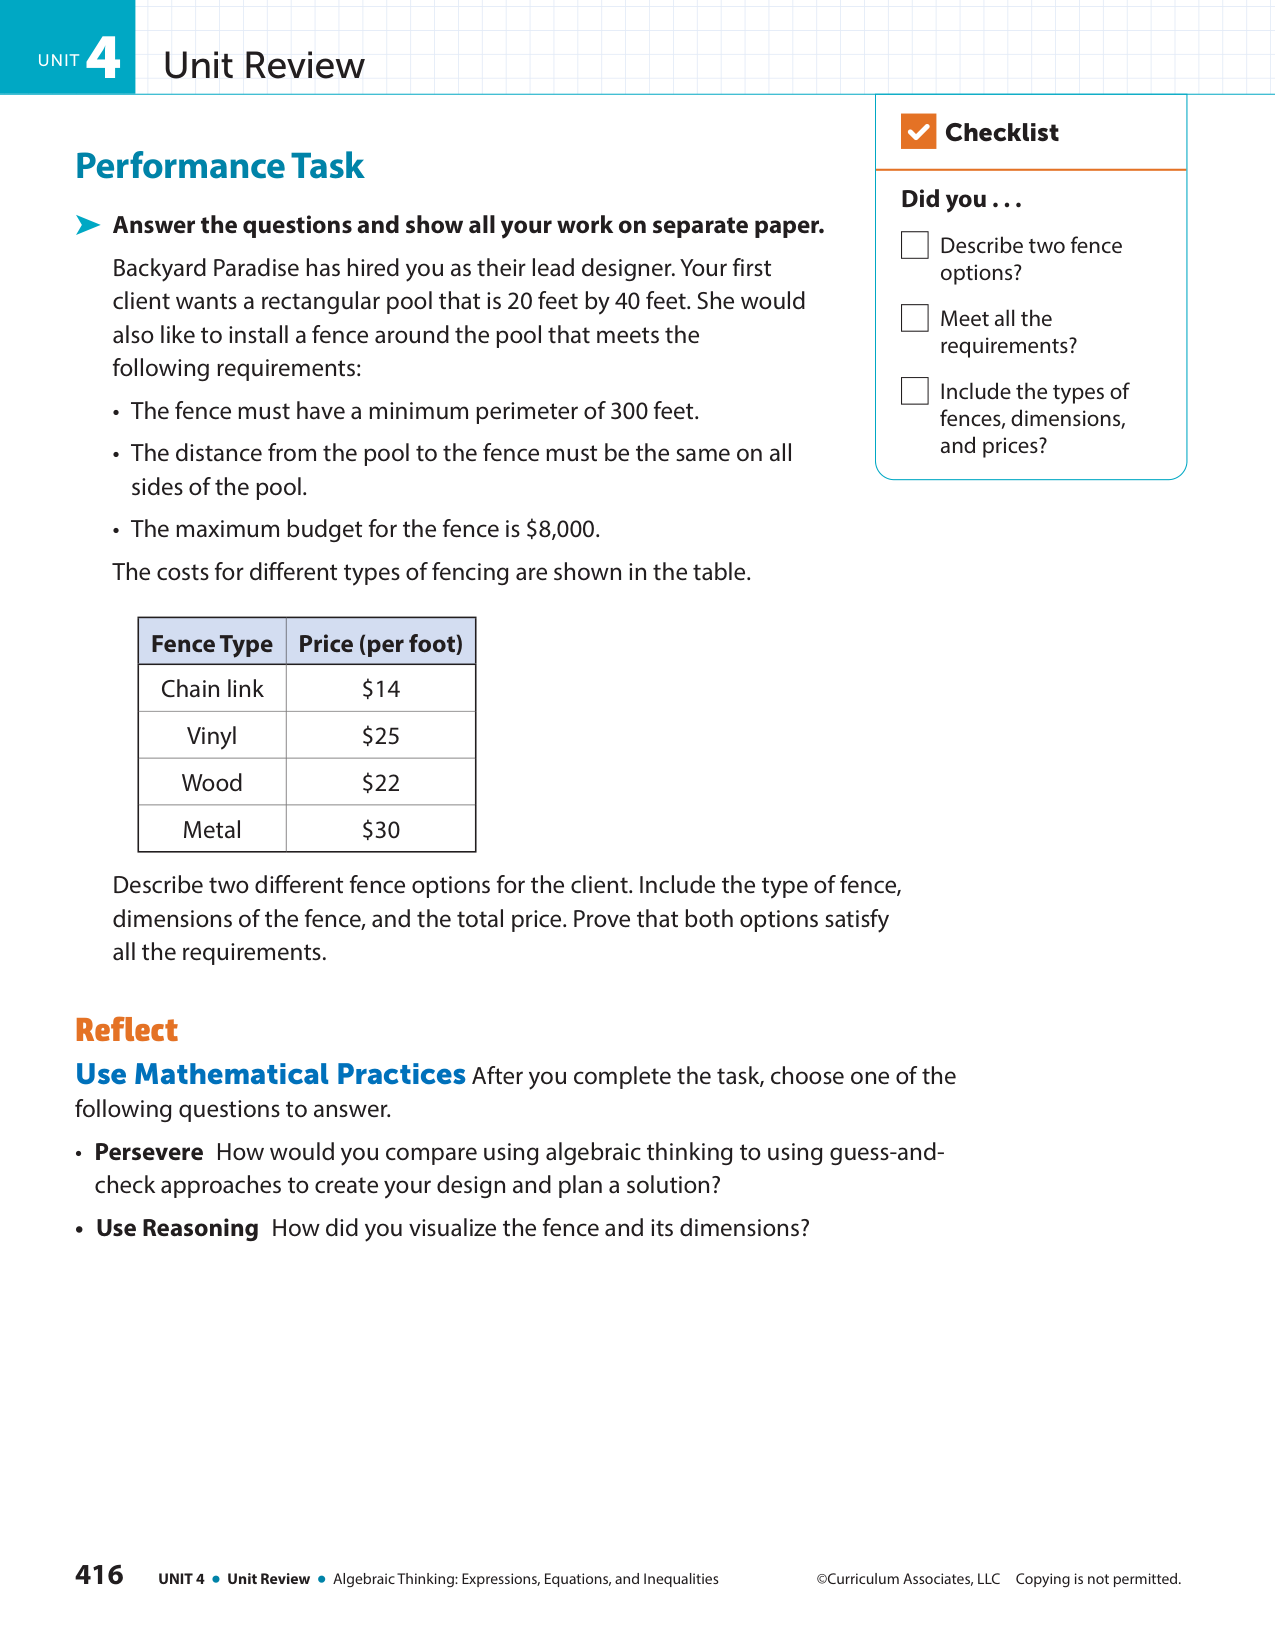 UNIT 4 Unit Review
Performance Task
Answer the questions and show all your work on separate paper.
Backyard Paradise has hired you as their lead designer. Your first
client wants a rectangular pool that is 20 feet by 40 feet. She would
also like to install a fence around the pool that meets the
following requirements:
• The fence must have a minimum perimeter of 300 feet.
• The distance from the pool to the fence must be the same on all
sides of the pool.
• The maximum budget for the fence is $8,000.
The costs for different types of fencing are shown in the table.
Fence Type Price (per foot)
Chain link $14
Vinyl $25
Wood $22
Metal $30
Describe two different fence options for the client. Include the type of fence,
dimensions of the fence, and the total price. Prove that both options satisfy
all the requirements.
Checklist
Did you . . .
Describe two fence
options?
Meet all the
requirements?
Include the types of
fences, dimensions,
and prices?
Reflect
Use Mathematical Practices After you complete the task, choose one of the
following questions to answer.
• Persevere How would you compare using algebraic thinking to using guess-and-
check approaches to create your design and plan a solution?
• Use Reasoning How did you visualize the fence and its dimensions?
416 UNIT 4 • Unit Review • Algebraic Thinking: Expressions, Equations, and Inequalities ©Curriculum Associates, LLC Copying is not permitted.